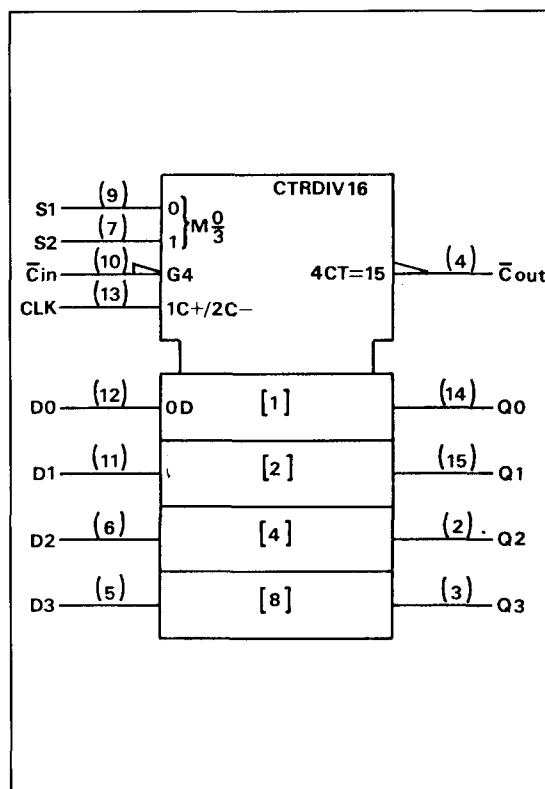 CTRDIV16
S1 (9) 0
S2 (7) 1 } M 0/3
C̅in (10) G4 4CT=15 (4) C̅out
CLK (13) 1C+/2C−
D0 (12) 0D [1] (14) Q0
D1 (11) [2] (15) Q1
D2 (6) [4] (2) Q2
D3 (5) [8] (3) Q3